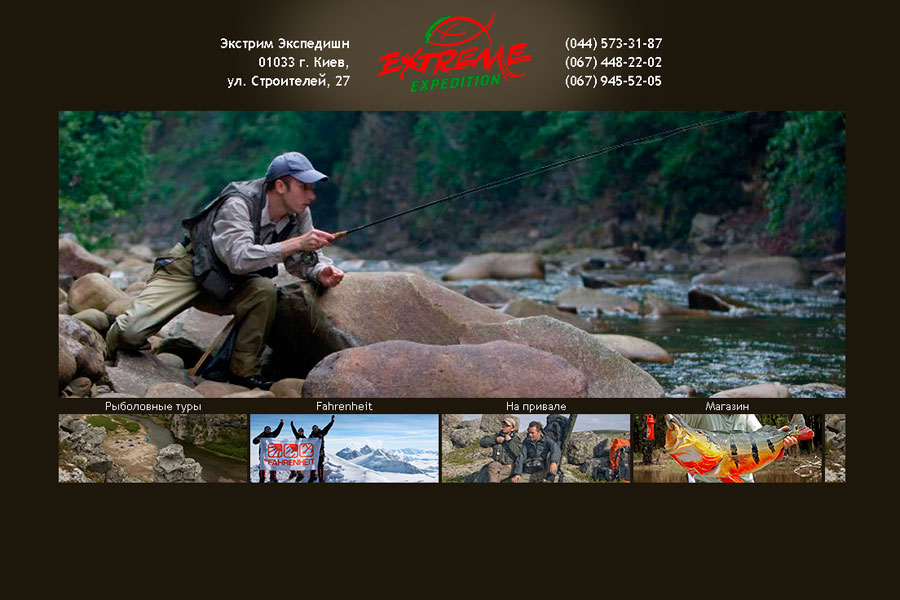 Экстрим Экспедишн
01033 г. Киев,
ул. Строителей, 27
EXTREME
EXPEDITION
(044) 573-31-87
(067) 448-22-02
(067) 945-52-05
Рыболовные туры
Fahrenheit
На привале
Магазин
FAHRENHEIT